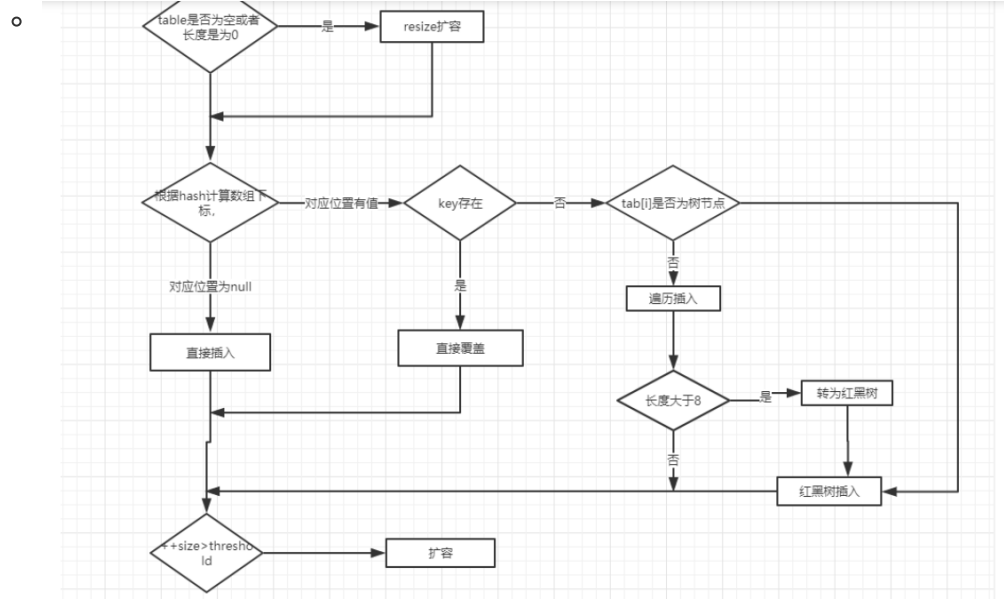 table是否为空或者
长度是为0
是
resize扩容
根据hash计算数组下
标，
对应位置有值
key存在
否
tab[i]是否为树节点
否
对应位置为null
是
遍历插入
直接插入
直接覆盖
长度大于8
是
转为红黑树
否
红黑树插入
++size>thresho
ld
扩容